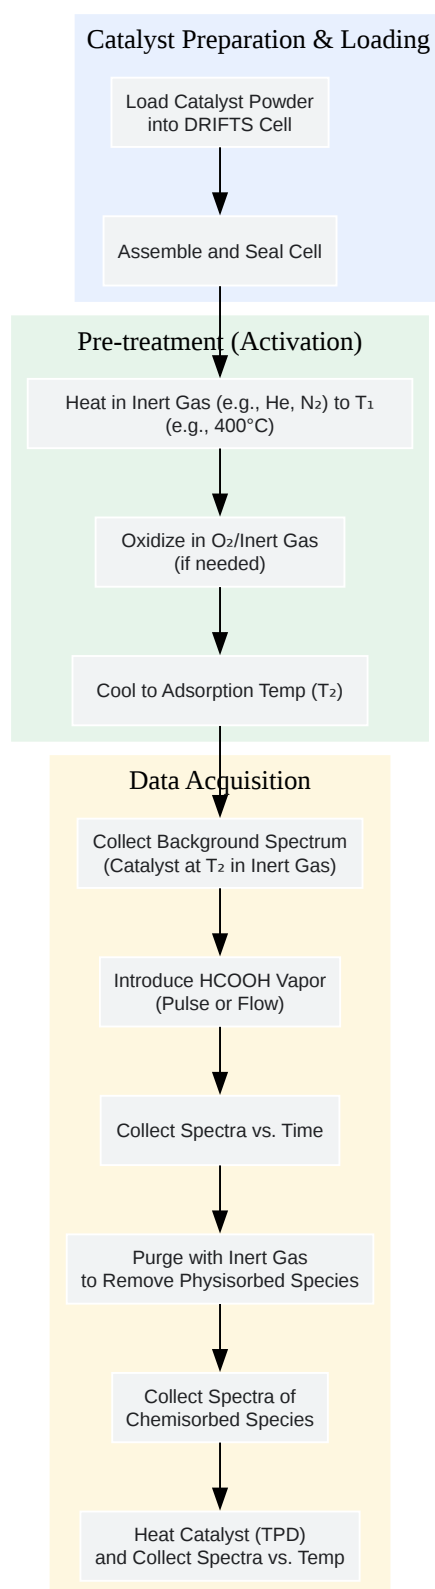 Catalyst Preparation & Loading
Load Catalyst Powder
into DRIFTS Cell
Assemble and Seal Cell
Pre-treatment (Activation)
Heat in Inert Gas (e.g., He, N₂) to T₁
(e.g., 400°C)
Oxidize in O₂/Inert Gas
(if needed)
Cool to Adsorption Temp (T₂)
Data Acquisition
Collect Background Spectrum
(Catalyst at T₂ in Inert Gas)
Introduce HCOOH Vapor
(Pulse or Flow)
Collect Spectra vs. Time
Purge with Inert Gas
to Remove Physisorbed Species
Collect Spectra of
Chemisorbed Species
Heat Catalyst (TPD)
and Collect Spectra vs. Temp